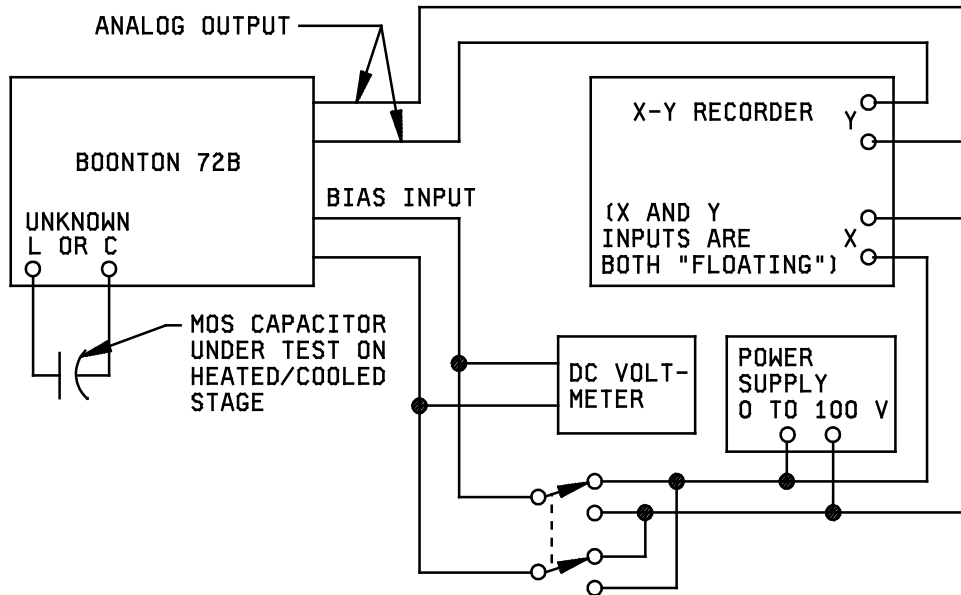 ANALOG OUTPUT
BOONTON 72B
UNKNOWN
L OR C
BIAS INPUT
X-Y RECORDER
Y
(X AND Y
INPUTS ARE
BOTH "FLOATING")
X
MOS CAPACITOR
UNDER TEST ON
HEATED/COOLED
STAGE
DC VOLT-
METER
POWER
SUPPLY
0 TO 100 V